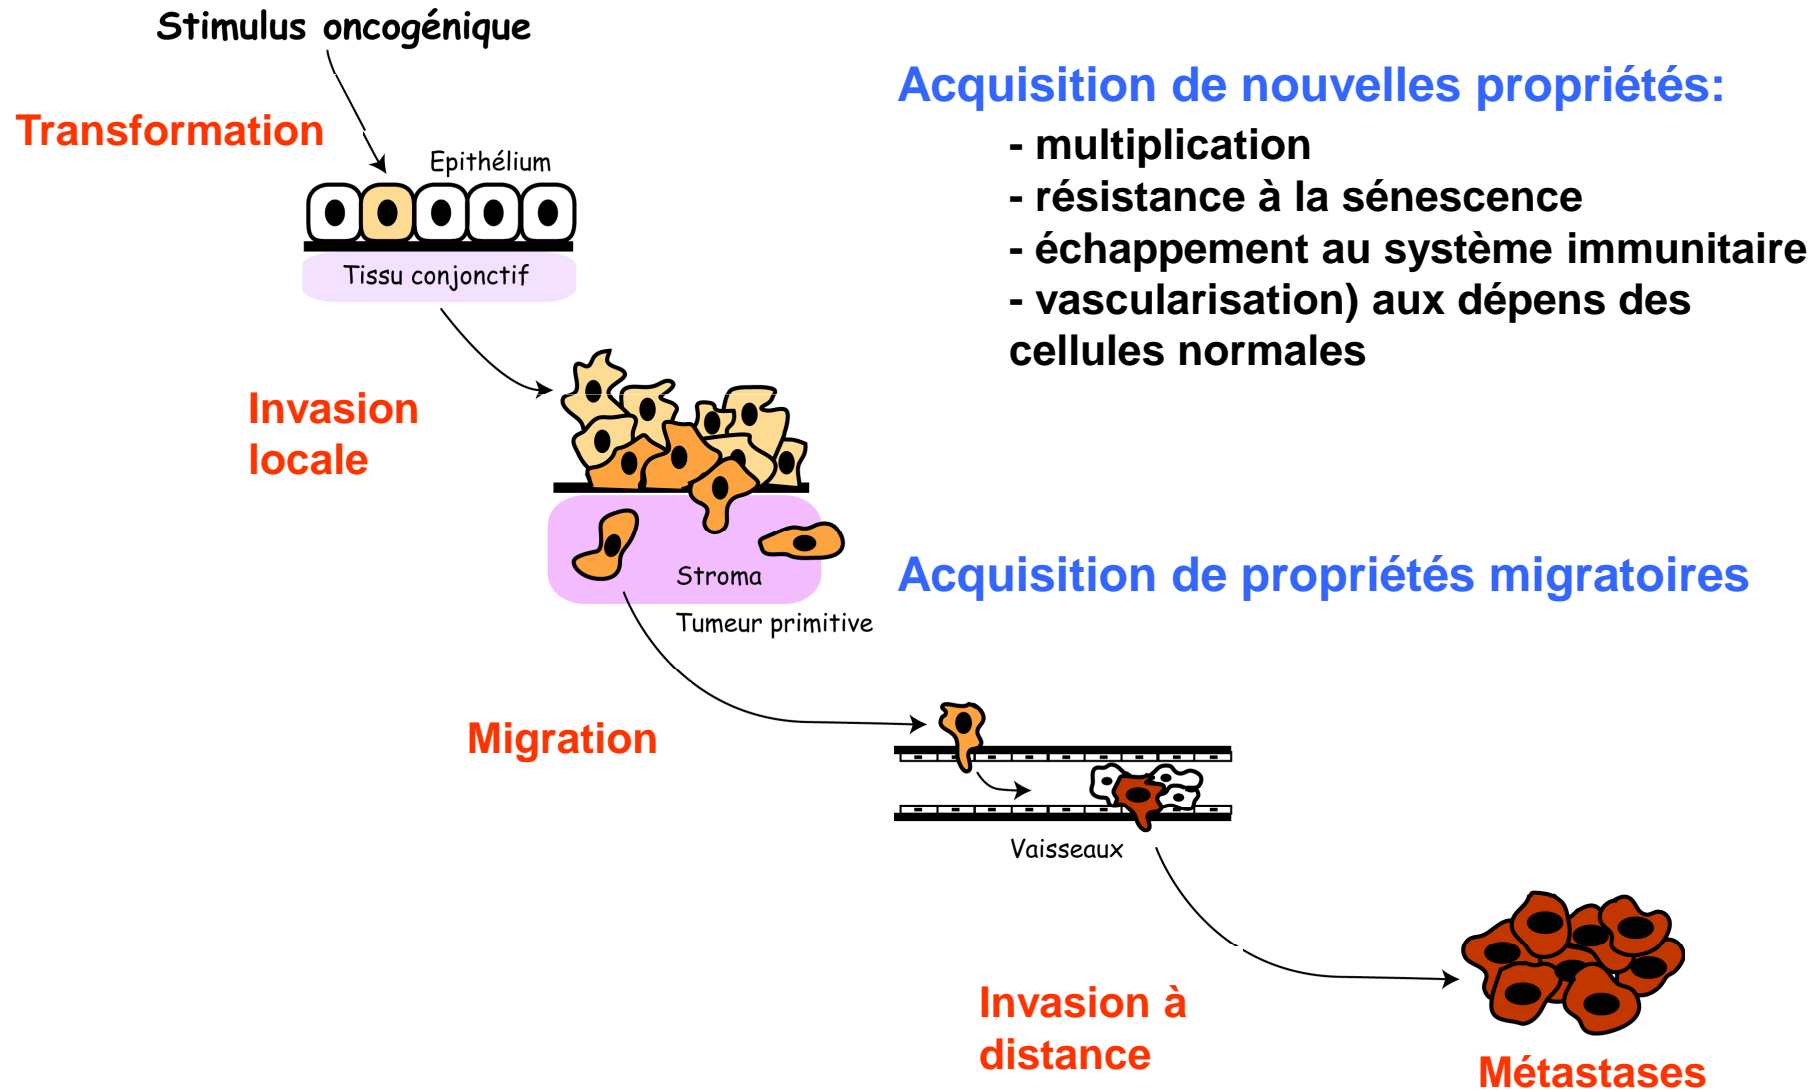 Stimulus oncogénique
Acquisition de nouvelles propriétés:
Transformation
- multiplication
Epithélium
- résistance à la sénescence
- échappement au système immunitaire
Tissu conjonctif
- vascularisation) aux dépens des
cellules normales
Invasion
locale
Stroma
Acquisition de propriétés migratoires
Tumeur primitive
Migration
Vaisseaux
Invasion à
distance
Métastases